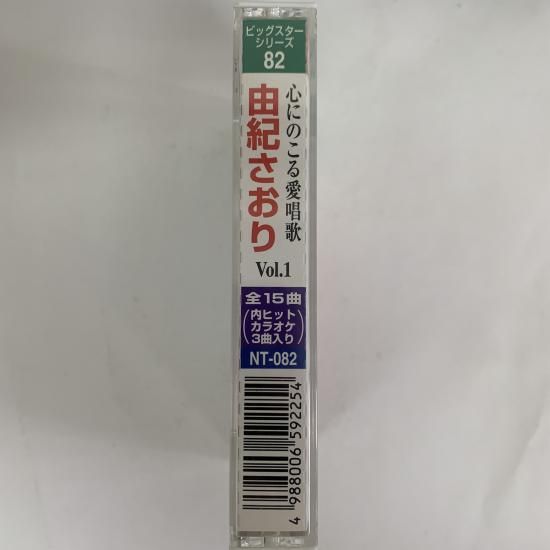 ビッグスター
シリーズ
82
心にのこる愛唱歌
由紀さおり
Vol.1
全15曲
(内ヒット
カラオケ
3曲入り)
NT-082
4 988006 592254